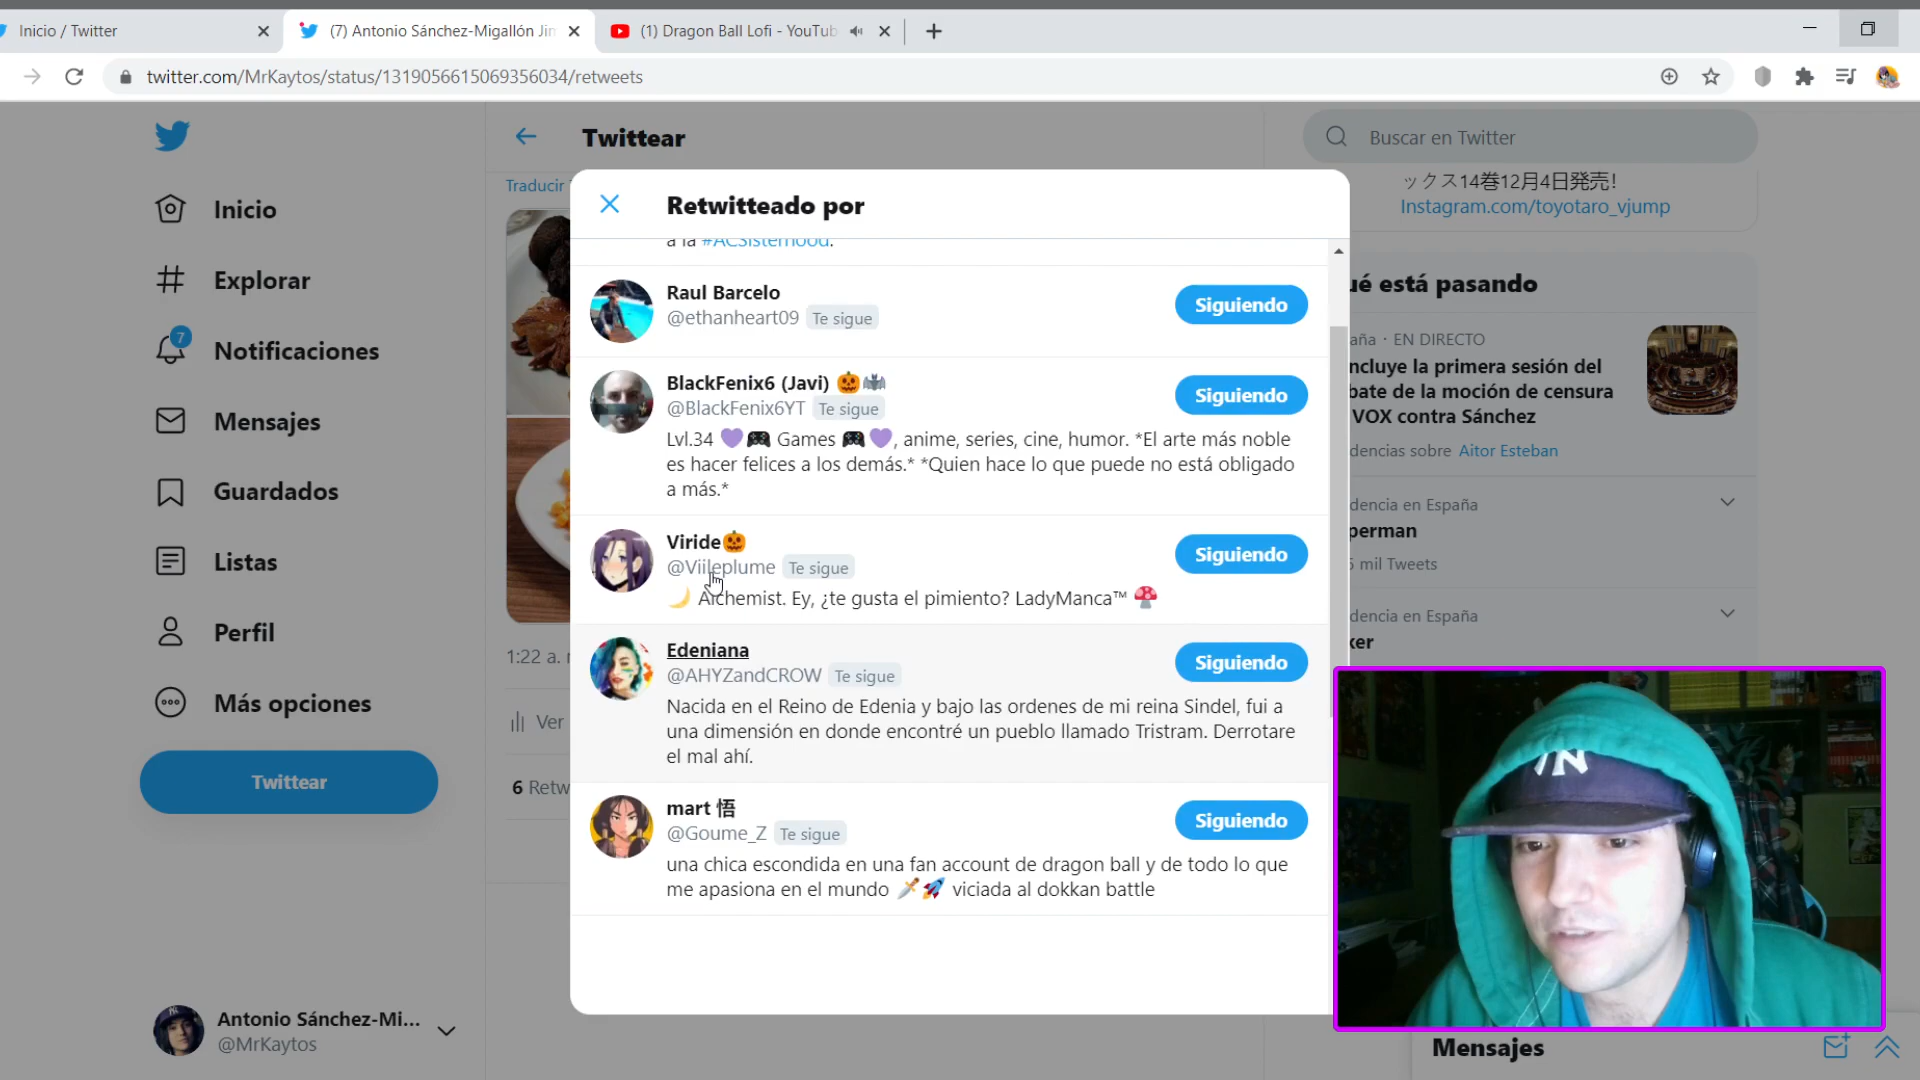 Inicio / Twitter
(7) Antonio Sánchez-Migallón Jin
(1) Dragon Ball Lofi - YouTub
twitter.com/MrKaytos/status/1319056615069356034/retweets
Inicio
Explorar
7
Notificaciones
Mensajes
Guardados
Listas
Perfil
Más opciones
Twittear
Antonio Sánchez-Mi...
@MrKaytos
Twittear
Traducir
1:22 a.
Ver
6 Retw
Retwitteado por
a la #ACSisterhood.
Raul Barcelo
@ethanheart09 Te sigue
Siguiendo
BlackFenix6 (Javi) 🎃🦇
@BlackFenix6YT Te sigue
Siguiendo
Lvl.34 💜🎮 Games 🎮💜, anime, series, cine, humor. *El arte más noble
es hacer felices a los demás.* *Quien hace lo que puede no está obligado
a más.*
Viride🎃
@Viileplume Te sigue
Siguiendo
🌙 Alchemist. Ey, ¿te gusta el pimiento? LadyManca™ 🍄
Edeniana
@AHYZandCROW Te sigue
Siguiendo
Nacida en el Reino de Edenia y bajo las ordenes de mi reina Sindel, fui a
una dimensión en donde encontré un pueblo llamado Tristram. Derrotare
el mal ahí.
mart 悟
@Goume_Z Te sigue
Siguiendo
una chica escondida en una fan account de dragon ball y de todo lo que
me apasiona en el mundo 🗡️🚀 viciada al dokkan battle
Buscar en Twitter
ックス14巻12月4日発売!
Instagram.com/toyotaro_vjump
ué está pasando
aña · EN DIRECTO
ncluye la primera sesión del
bate de la moción de censura
VOX contra Sánchez
dencias sobre Aitor Esteban
dencia en España
perman
mil Tweets
dencia en España
ker
NY
Mensajes